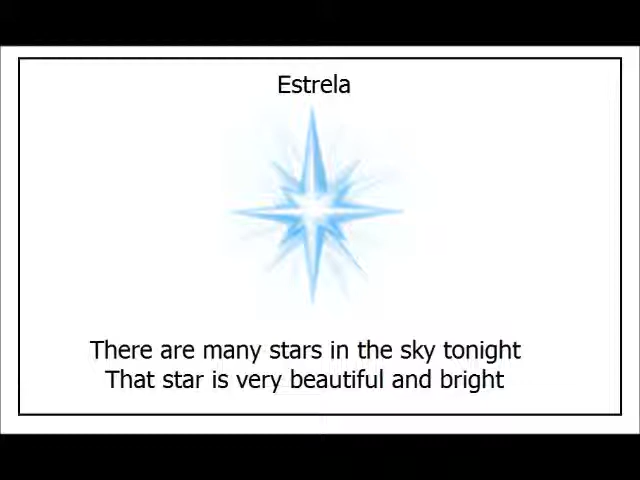 Estrela
There are many stars in the sky tonight
That star is very beautiful and bright